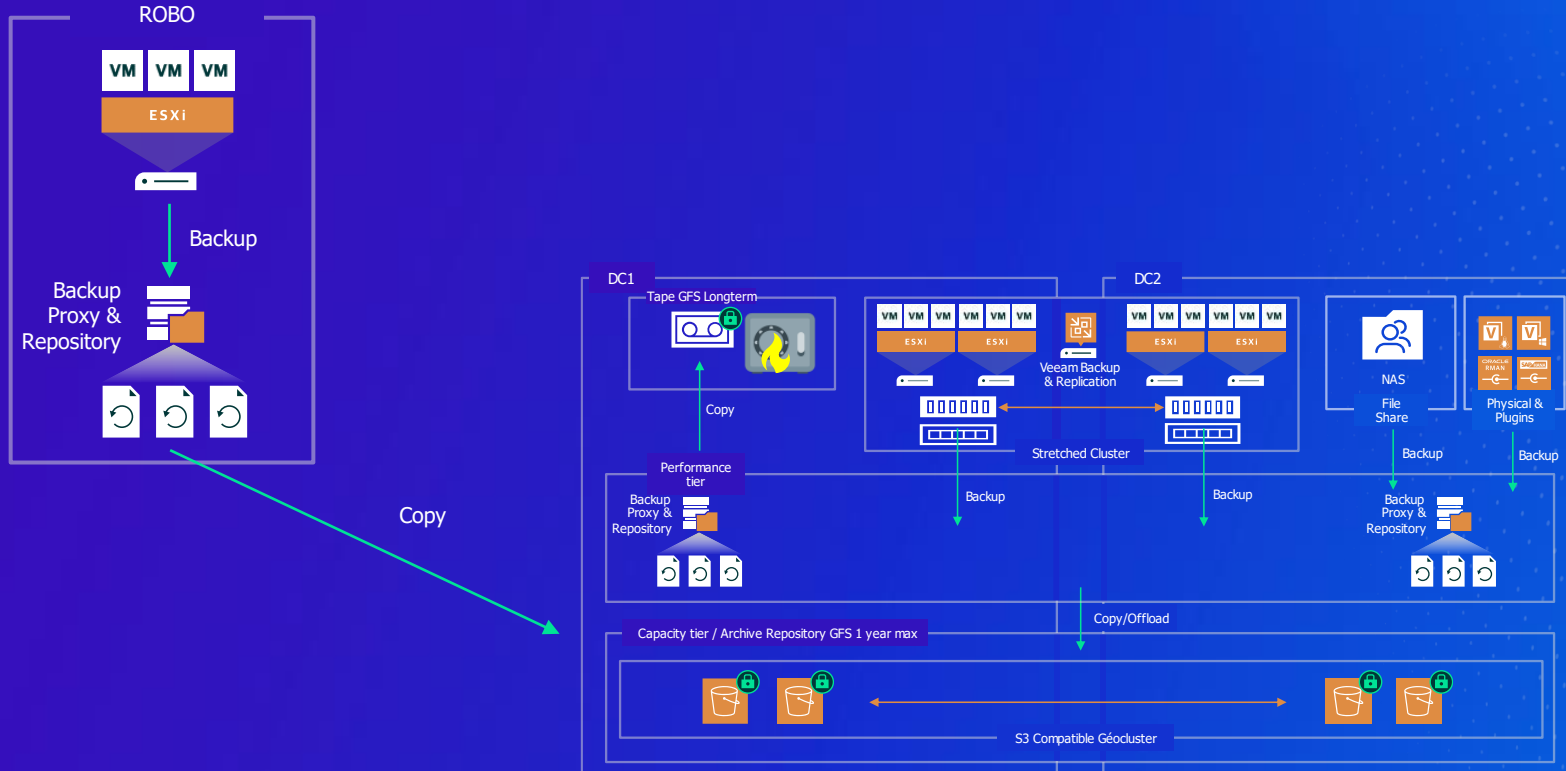 ROBO
VM VM VM
ESXi
Backup
Backup
Proxy &
Repository
Copy
DC1
DC2
Tape GFS Longterm
Copy
VM VM VM VM VM VM
ESXi ESXi
Veeam Backup
& Replication
VM VM VM VM VM VM
ESXi ESXi
Stretched Cluster
NAS
File
Share
V V
ORACLE
RMAN
Physical &
Plugins
Backup
Backup
Backup
Backup
Performance
tier
Backup
Proxy &
Repository
Backup
Proxy &
Repository
Copy/Offload
Capacity tier / Archive Repository GFS 1 year max
S3 Compatible Géocluster